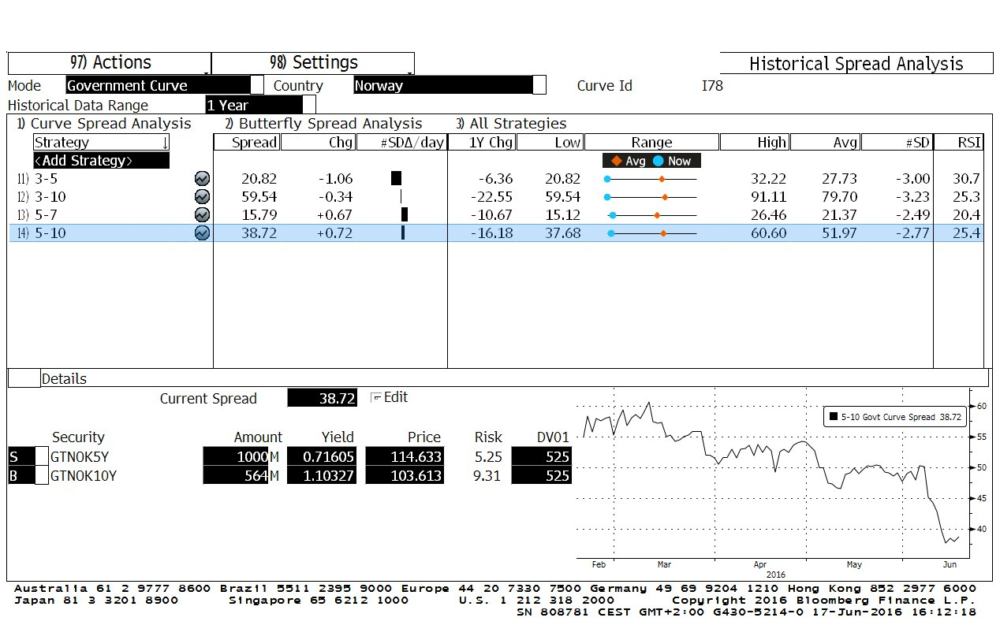 97) Actions 98) Settings Historical Spread Analysis
Mode Government Curve Country Norway Curve Id I78
Historical Data Range 1 Year
1) Curve Spread Analysis 2) Butterfly Spread Analysis 3) All Strategies
Strategy ↓ Spread Chg #SDΔ/day 1Y Chg Low Range High Avg #SD RSI
<Add Strategy> Avg Now
11) 3-5 20.82 -1.06 -6.36 20.82 32.22 27.73 -3.00 30.7
12) 3-10 59.54 -0.34 -22.55 59.54 91.11 79.70 -3.23 25.3
13) 5-7 15.79 +0.67 -10.67 15.12 26.46 21.37 -2.49 20.4
14) 5-10 38.72 +0.72 -16.18 37.68 60.60 51.97 -2.77 25.4
Details
Current Spread 38.72 Edit
Security Amount Yield Price Risk DV01
S GTNOK5Y 1000 M 0.71605 114.633 5.25 525
B GTNOK10Y 564 M 1.10327 103.613 9.31 525
5-10 Govt Curve Spread 38.72
60
55
50
45
40
Feb Mar Apr May Jun
2016
Australia 61 2 9777 8600 Brazil 5511 2395 9000 Europe 44 20 7330 7500 Germany 49 69 9204 1210 Hong Kong 852 2977 6000
Japan 81 3 3201 8900 Singapore 65 6212 1000 U.S. 1 212 318 2000 Copyright 2016 Bloomberg Finance L.P.
SN 808781 CEST GMT+2:00 G430-5214-0 17-Jun-2016 16:12:18